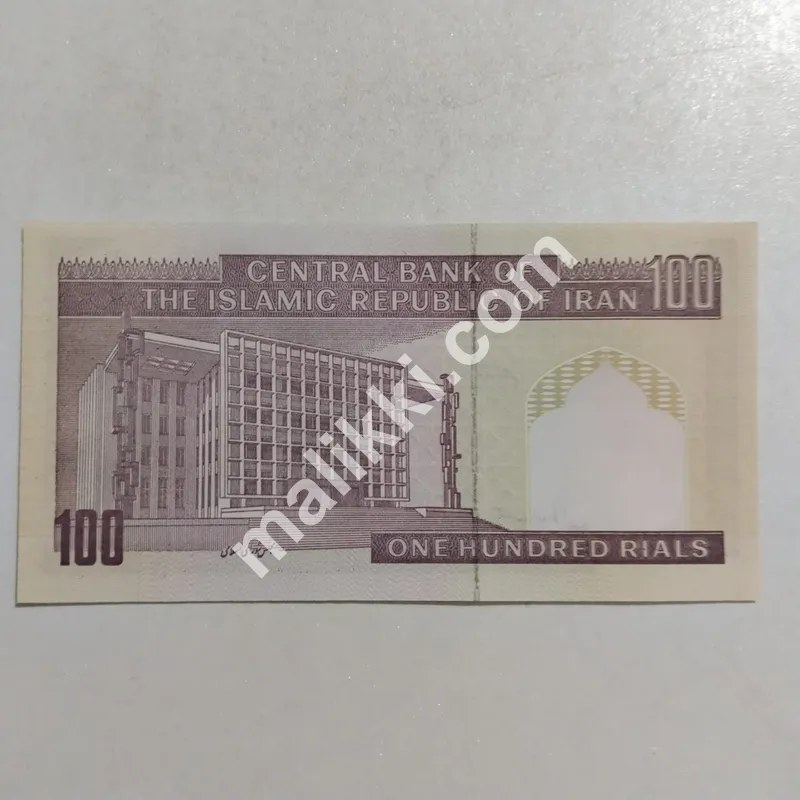 CENTRAL BANK OF
THE ISLAMIC REPUBLIC OF IRAN 100
malikki.com
100
ONE HUNDRED RIALS